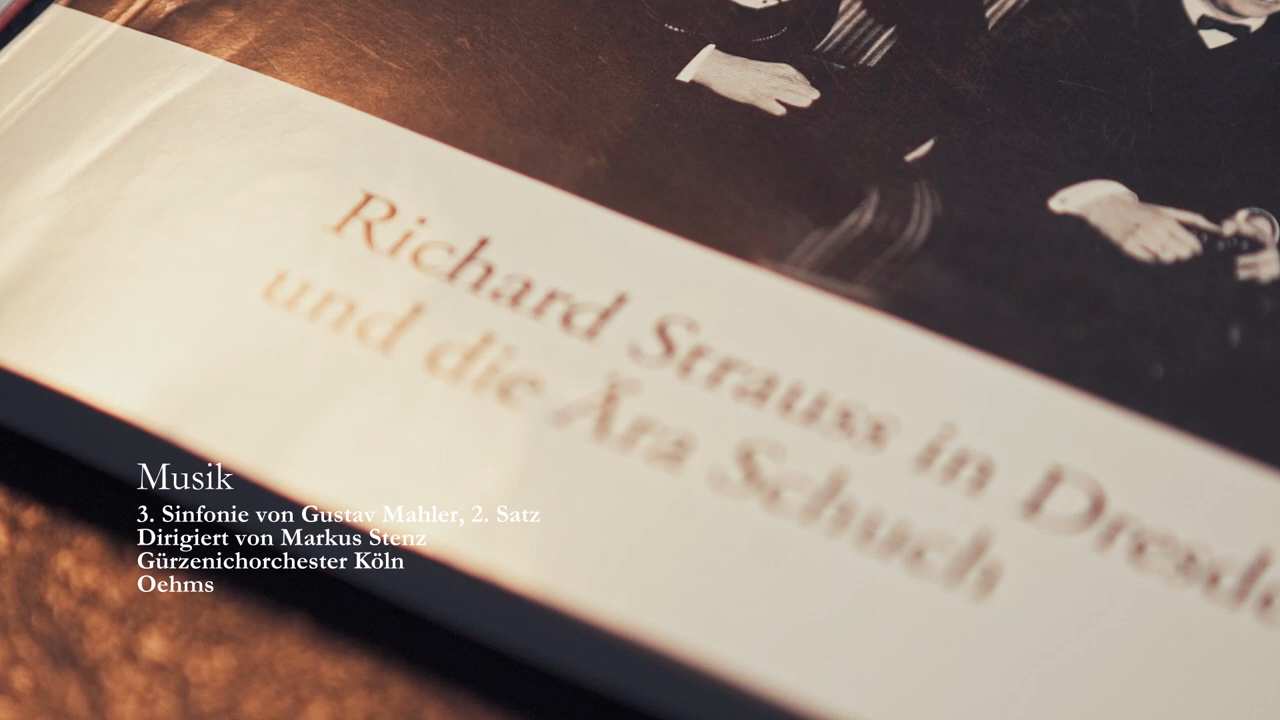 Richard Strauss in Dresde
und die Ära Schuch
Musik
3. Sinfonie von Gustav Mahler, 2. Satz
Dirigiert von Markus Stenz
Gürzenichorchester Köln
Oehms